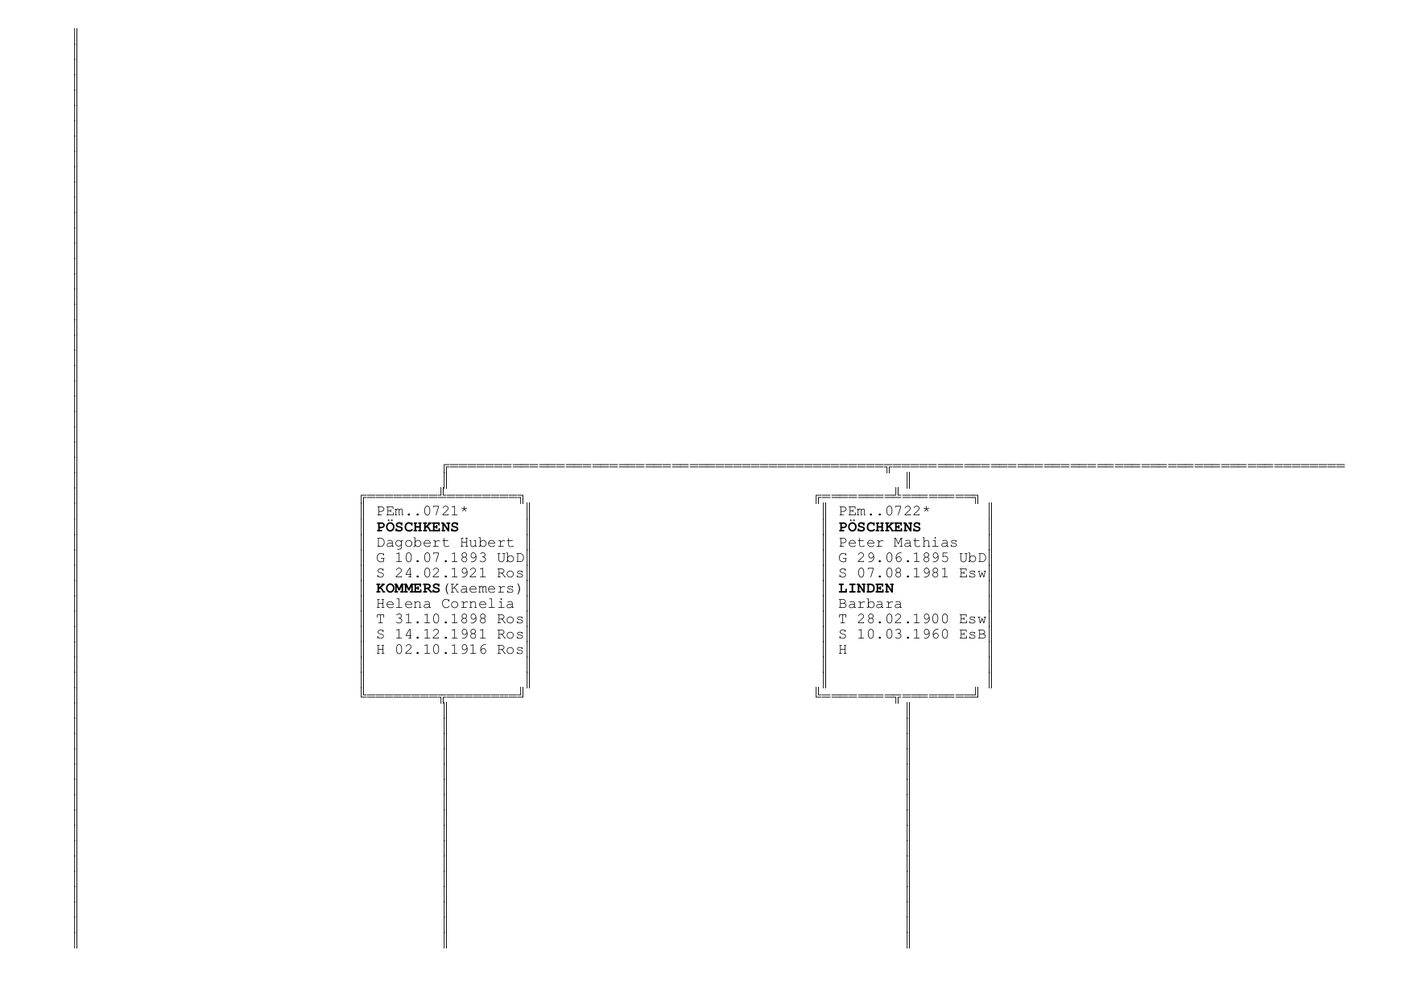 PEm..0721*
PÖSCHKENS
Dagobert Hubert
G 10.07.1893 UbD
S 24.02.1921 Ros
KOMMERS(Kaemers)
Helena Cornelia
T 31.10.1898 Ros
S 14.12.1981 Ros
H 02.10.1916 Ros
PEm..0722*
PÖSCHKENS
Peter Mathias
G 29.06.1895 UbD
S 07.08.1981 Esw
LINDEN
Barbara
T 28.02.1900 Esw
S 10.03.1960 EsB
H